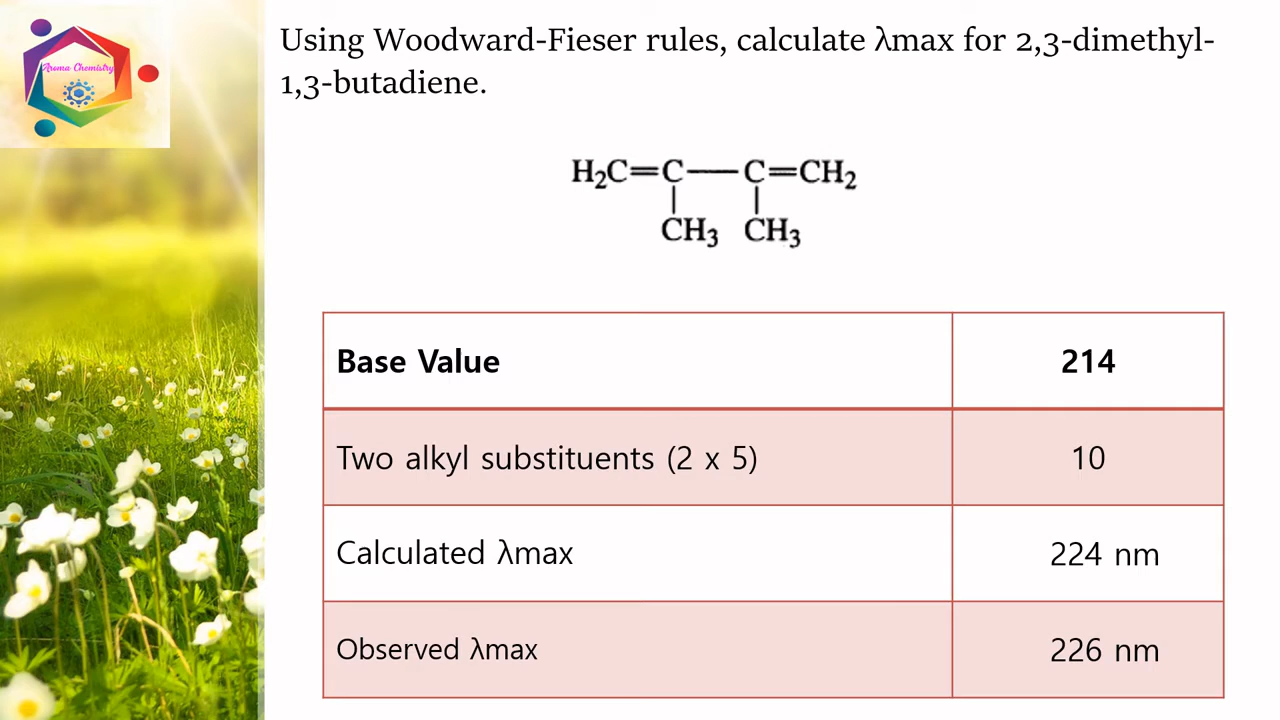 Aroma Chemistry
Using Woodward-Fieser rules, calculate λmax for 2,3-dimethyl-
1,3-butadiene.
H₂C=C—C=CH₂
CH₃ CH₃
Base Value 214
Two alkyl substituents (2 x 5) 10
Calculated λmax 224 nm
Observed λmax 226 nm